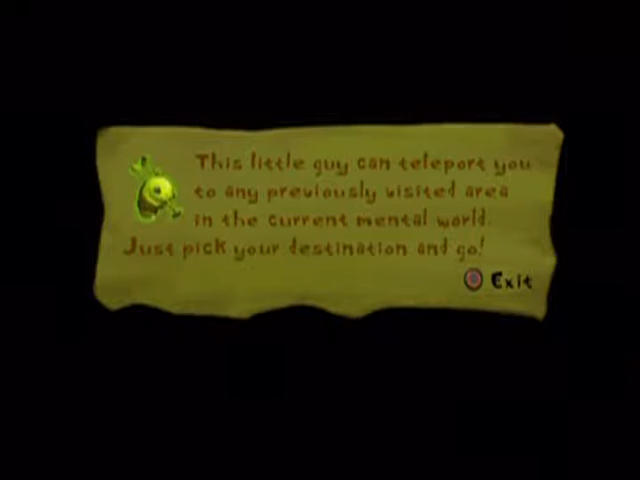 This little guy can teleport you
to any previously visited area
in the current mental world.
Just pick your destination and go!
Exit